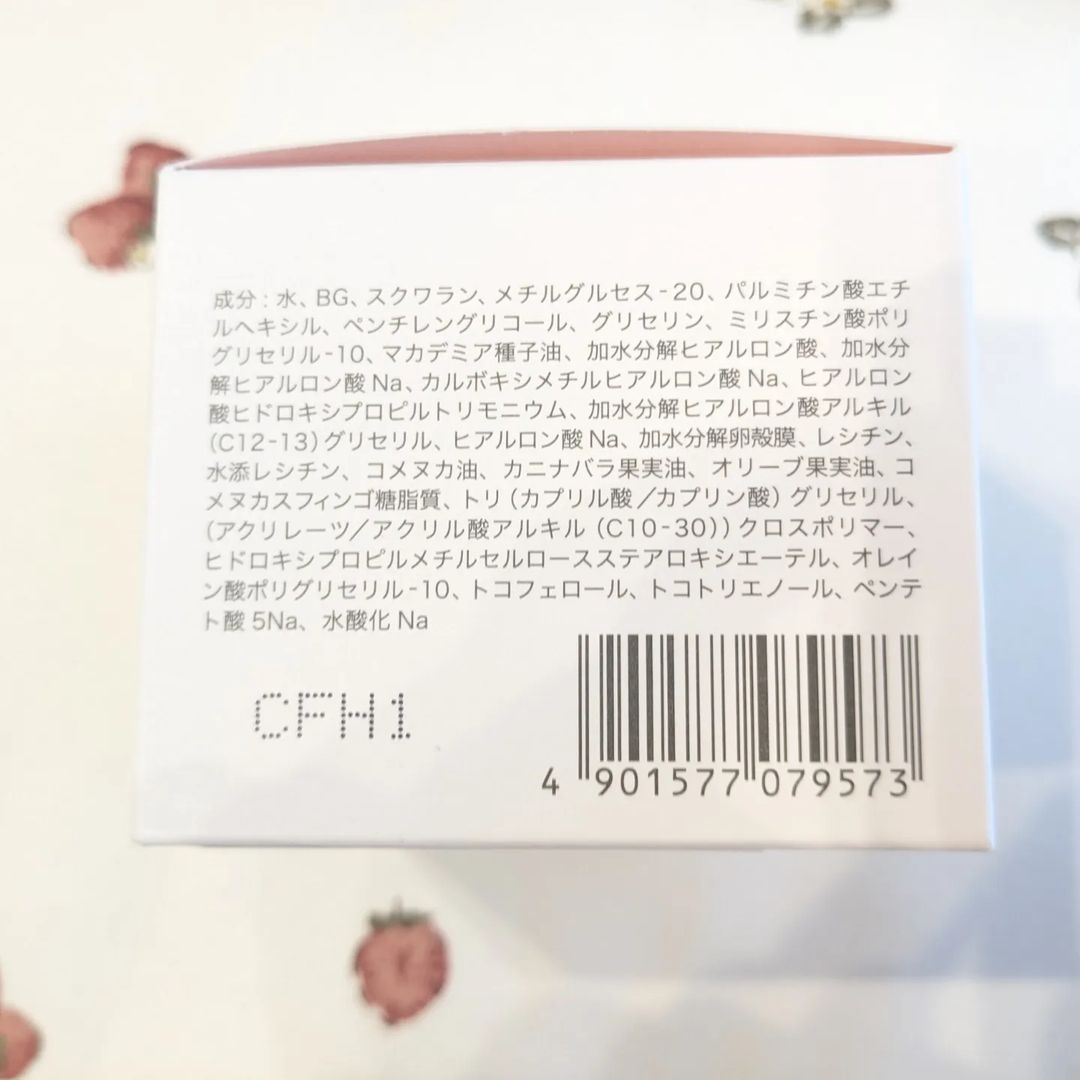 成分：水、BG、スクワラン、メチルグルセス-20、パルミチン酸エチ
ルヘキシル、ペンチレングリコール、グリセリン、ミリスチン酸ポリ
グリセリル-10、マカデミア種子油、加水分解ヒアルロン酸、加水分
解ヒアルロン酸Na、カルボキシメチルヒアルロン酸Na、ヒアルロン
酸ヒドロキシプロピルトリモニウム、加水分解ヒアルロン酸アルキル
（C12-13）グリセリル、ヒアルロン酸Na、加水分解卵殻膜、レシチン、
水添レシチン、コメヌカ油、カニナバラ果実油、オリーブ果実油、コ
メヌカスフィンゴ糖脂質、トリ（カプリル酸／カプリン酸）グリセリル、
（アクリレーツ／アクリル酸アルキル（C10-30））クロスポリマー、
ヒドロキシプロピルメチルセルロースステアロキシエーテル、オレイ
ン酸ポリグリセリル-10、トコフェロール、トコトリエノール、ペンテ
ト酸5Na、水酸化Na
CFH1
4 901577 079573